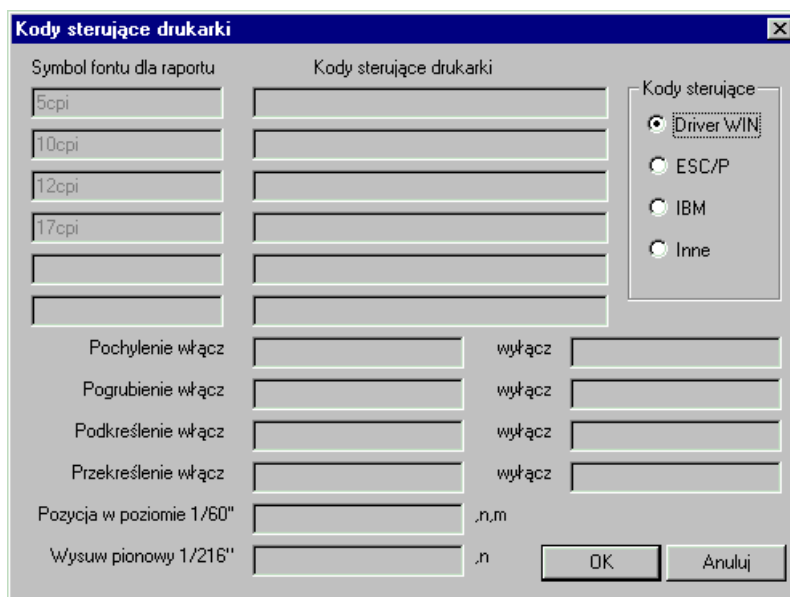 Kody sterujące drukarki
Symbol fontu dla raportu Kody sterujące drukarki
5cpi
10cpi
12cpi
17cpi
Kody sterujące
Driver WIN
ESC/P
IBM
Inne
Pochylenie włącz wyłącz
Pogrubienie włącz wyłącz
Podkreślenie włącz wyłącz
Przekreślenie włącz wyłącz
Pozycja w poziomie 1/60" ,n,m
Wysuw pionowy 1/216" ,n
OK Anuluj